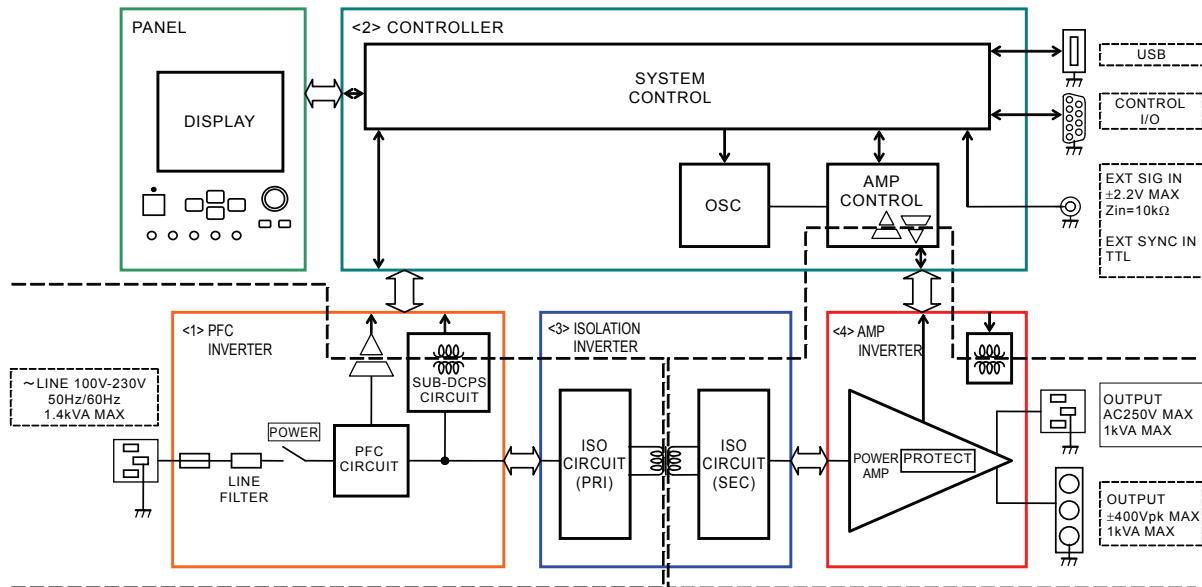 PANEL
DISPLAY
<2> CONTROLLER
SYSTEM
CONTROL
OSC
AMP
CONTROL
USB
CONTROL
I/O
EXT SIG IN
±2.2V MAX
Zin=10kΩ
EXT SYNC IN
TTL
<1> PFC
INVERTER
SUB-DCPS
CIRCUIT
～LINE 100V-230V
50Hz/60Hz
1.4kVA MAX
POWER
LINE
FILTER
PFC
CIRCUIT
<3> ISOLATION
INVERTER
ISO
CIRCUIT
(PRI)
ISO
CIRCUIT
(SEC)
<4> AMP
INVERTER
POWER
AMP
PROTECT
OUTPUT
AC250V MAX
1kVA MAX
OUTPUT
±400Vpk MAX
1kVA MAX